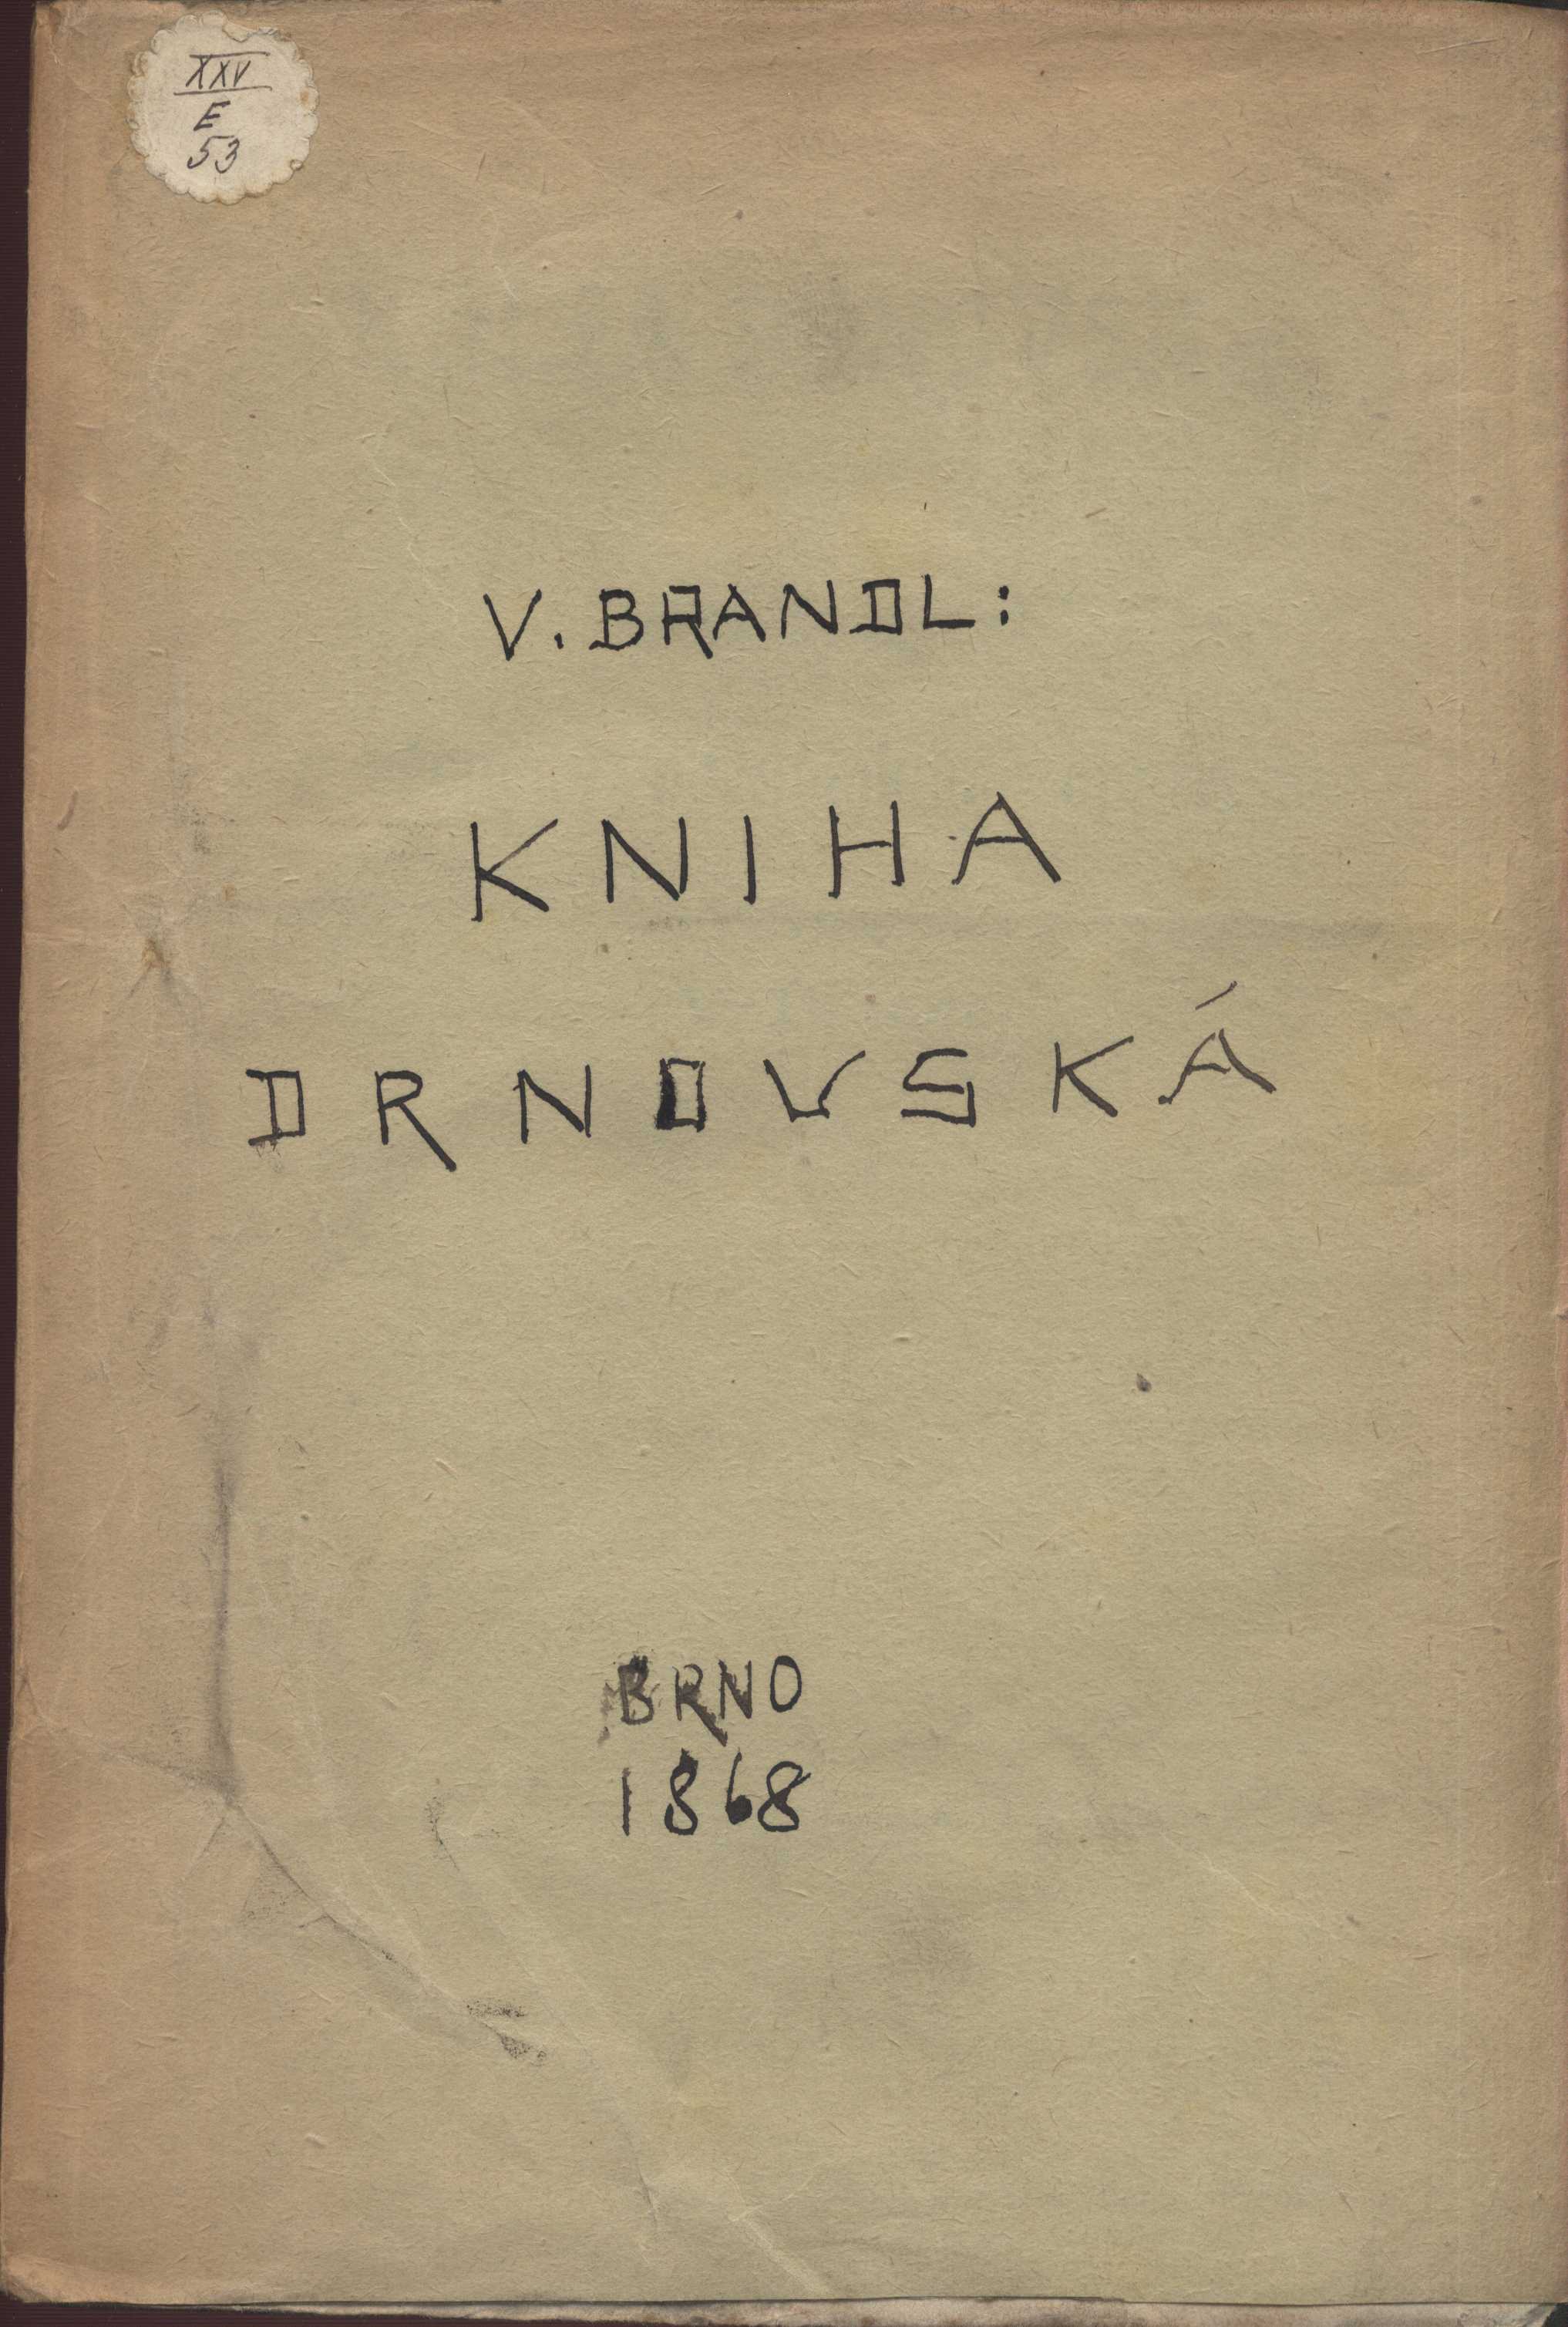 XXV
E
53
V. BRANDL:
KNIHA
DRNOVSKÁ
BRNO
1868